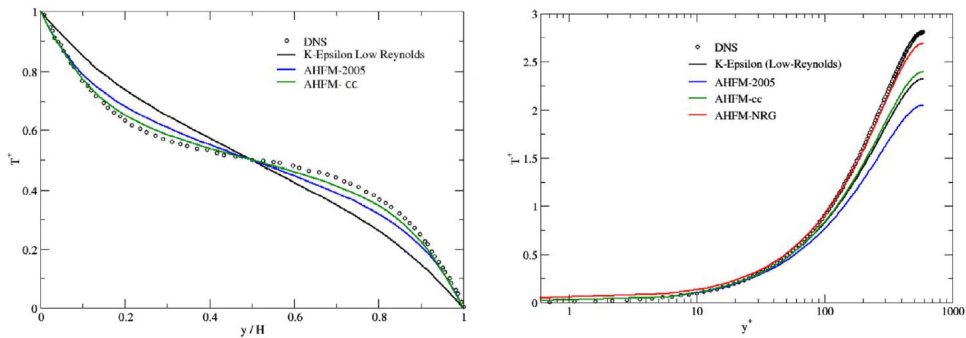 1
0.8
0.6
0.4
0.2
0
T+
0
0.2
0.4
0.6
0.8
1
y / H
DNS
K-Epsilon Low Reynolds
AHFM-2005
AHFM- cc
3
2.5
2
1.5
1
0.5
0
T+
1
10
100
1000
y+
DNS
K-Epsilon (Low-Reynolds)
AHFM-2005
AHFM-cc
AHFM-NRG